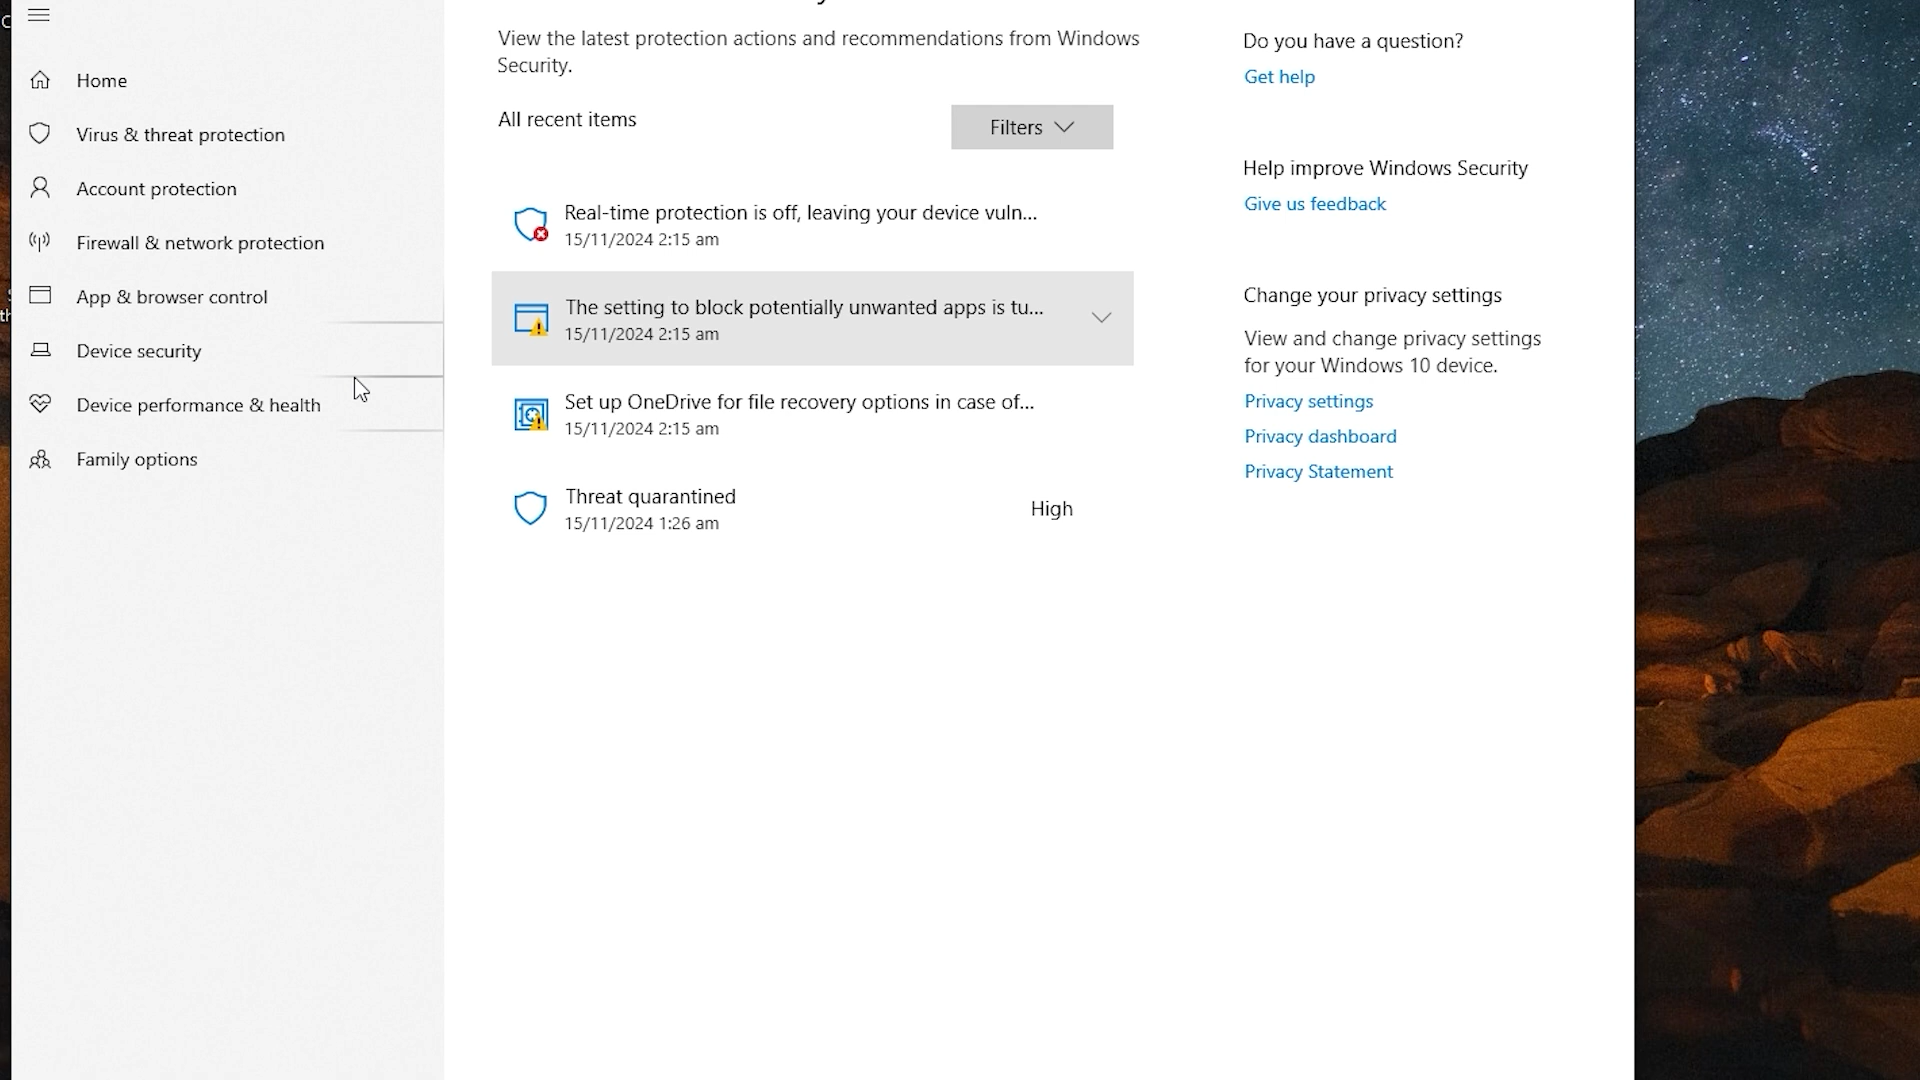 Home
Virus & threat protection
Account protection
Firewall & network protection
App & browser control
Device security
Device performance & health
Family options
View the latest protection actions and recommendations from Windows
Security.
All recent items
Filters
Real-time protection is off, leaving your device vuln...
15/11/2024 2:15 am
The setting to block potentially unwanted apps is tu...
15/11/2024 2:15 am
Set up OneDrive for file recovery options in case of...
15/11/2024 2:15 am
Threat quarantined
15/11/2024 1:26 am
High
Do you have a question?
Get help
Help improve Windows Security
Give us feedback
Change your privacy settings
View and change privacy settings
for your Windows 10 device.
Privacy settings
Privacy dashboard
Privacy Statement